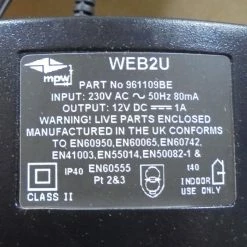 mpw
WEB2U
PART No 961109BE
INPUT: 230V AC ~ 50Hz 80mA
OUTPUT: 12V DC ⎓ 1A
WARNING! LIVE PARTS ENCLOSED
MANUFACTURED IN THE UK CONFORMS
TO EN60950,EN60065,EN60742,
EN41003,EN55014,EN50082-1 &
IP40 EN60555 t40
Pt 2&3 INDOOR
CLASS II USE ONLY